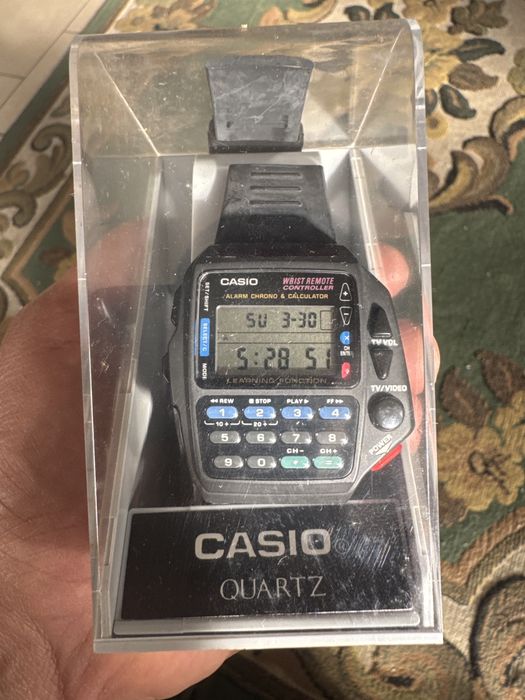 CASIO
WRIST REMOTE
CONTROLLER
ALARM CHRONO & CALCULATOR
SET/SHIFT
SELECT/C
MODE
SU 3-30
5:28 51
+
−
×
CH
ENTER
TV VOL
TV/VIDEO
POWER
LEARNING FUNCTION
◀◀ REW ■ STOP PLAY ▶ FF ▶▶
1 2 3 4
10+ 20+
5 6 7 8
CH− CH+
9 0 • =
CASIO
QUARTZ